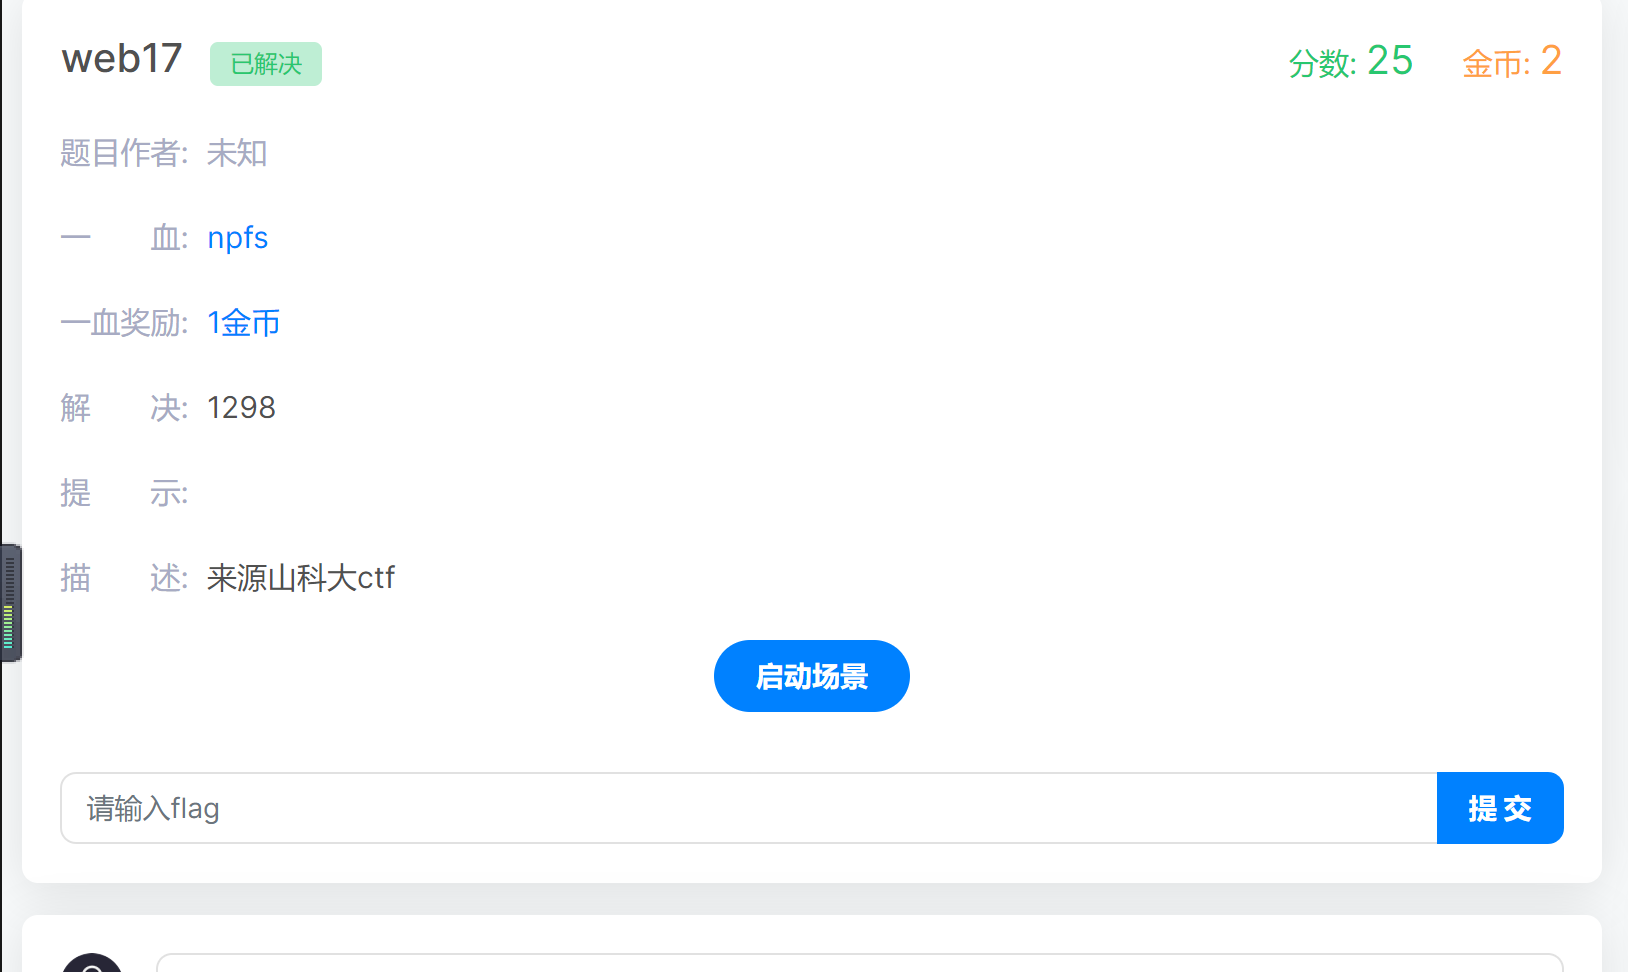 web17 已解决 分数: 25 金币: 2
题目作者: 未知
一 血: npfs
一血奖励: 1金币
解 决: 1298
提 示:
描 述: 来源山科大ctf
启动场景
请输入flag 提 交